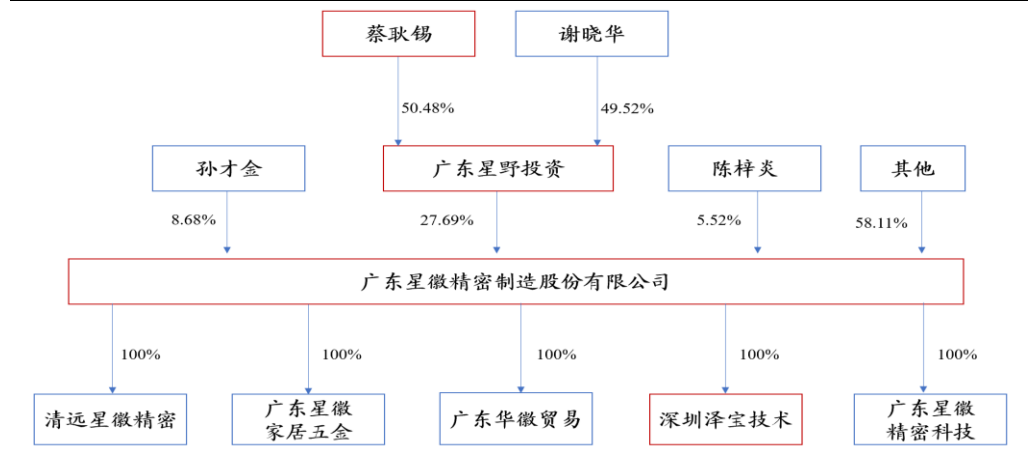 蔡耿锡
谢晓华
50.48%
49.52%
孙才金
广东星野投资
陈梓炎
其他
8.68%
27.69%
5.52%
58.11%
广东星徽精密制造股份有限公司
100%
100%
100%
100%
100%
清远星徽精密
广东星徽
家居五金
广东华徽贸易
深圳泽宝技术
广东星徽
精密科技